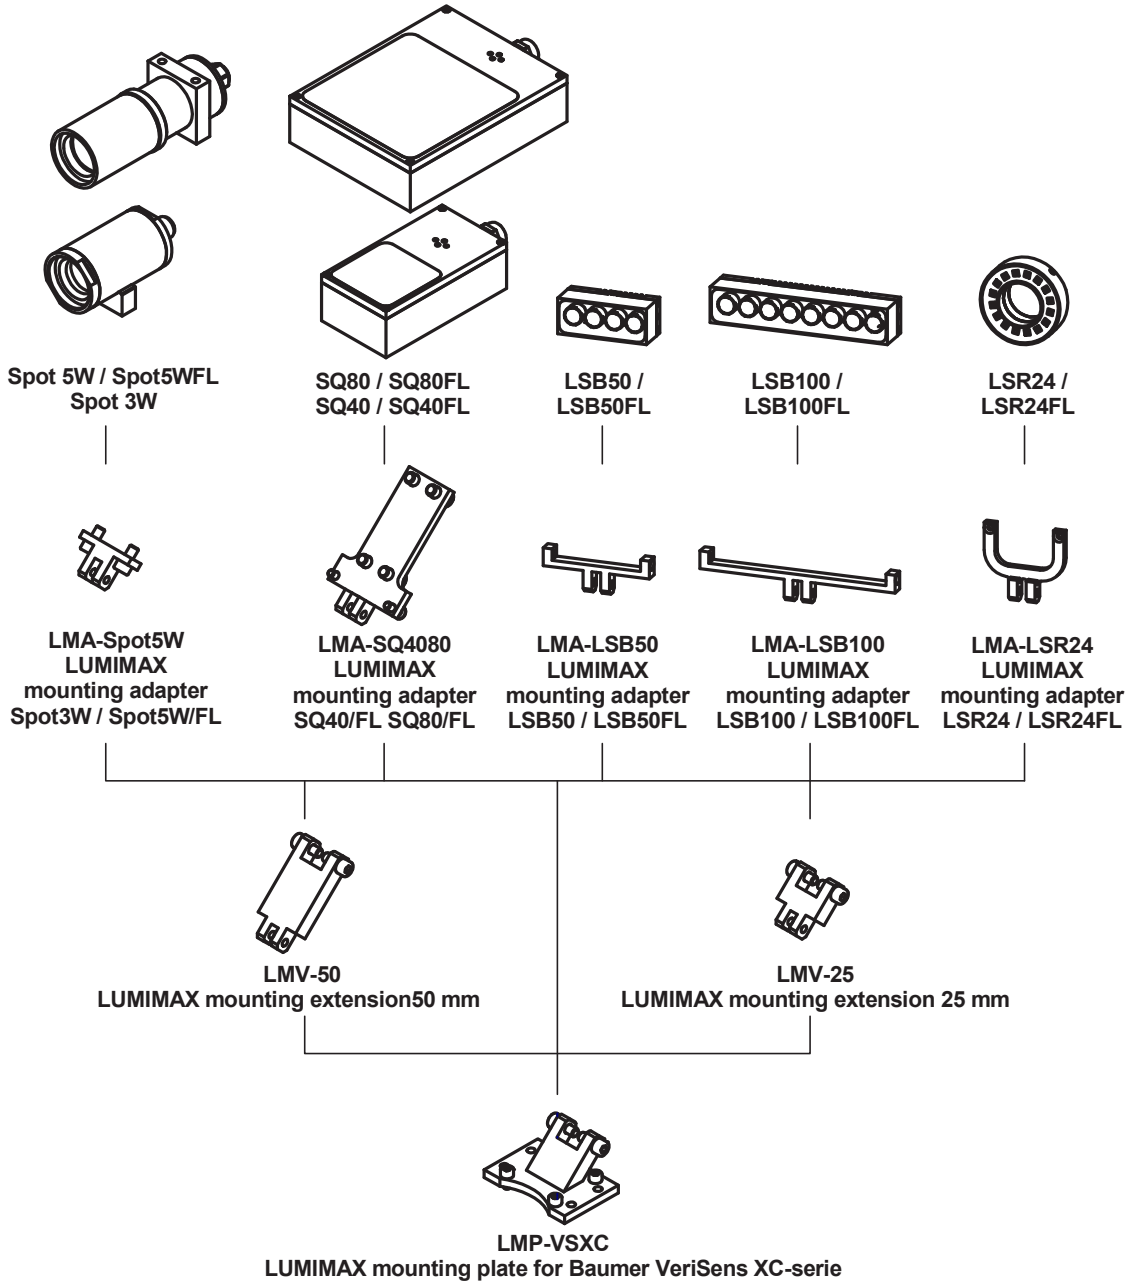 Spot 5W / Spot5WFL
Spot 3W
SQ80 / SQ80FL
SQ40 / SQ40FL
LSB50 /
LSB50FL
LSB100 /
LSB100FL
LSR24 /
LSR24FL
LMA-Spot5W
LUMIMAX
mounting adapter
Spot3W / Spot5W/FL
LMA-SQ4080
LUMIMAX
mounting adapter
SQ40/FL SQ80/FL
LMA-LSB50
LUMIMAX
mounting adapter
LSB50 / LSB50FL
LMA-LSB100
LUMIMAX
mounting adapter
LSB100 / LSB100FL
LMA-LSR24
LUMIMAX
mounting adapter
LSR24 / LSR24FL
LMV-50
LUMIMAX mounting extension50 mm
LMV-25
LUMIMAX mounting extension 25 mm
LMP-VSXC
LUMIMAX mounting plate for Baumer VeriSens XC-serie